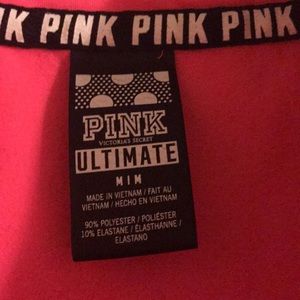 K PINK PINK PINK PINK
PINK
VICTORIA'S SECRET
ULTIMATE
M|M
MADE IN VIETNAM / FAIT AU
VIETNAM / HECHO EN VIETNAM
90% POLYESTER / POLIÉSTER
10% ELASTANE / ÉLASTHANNE /
ELASTANO